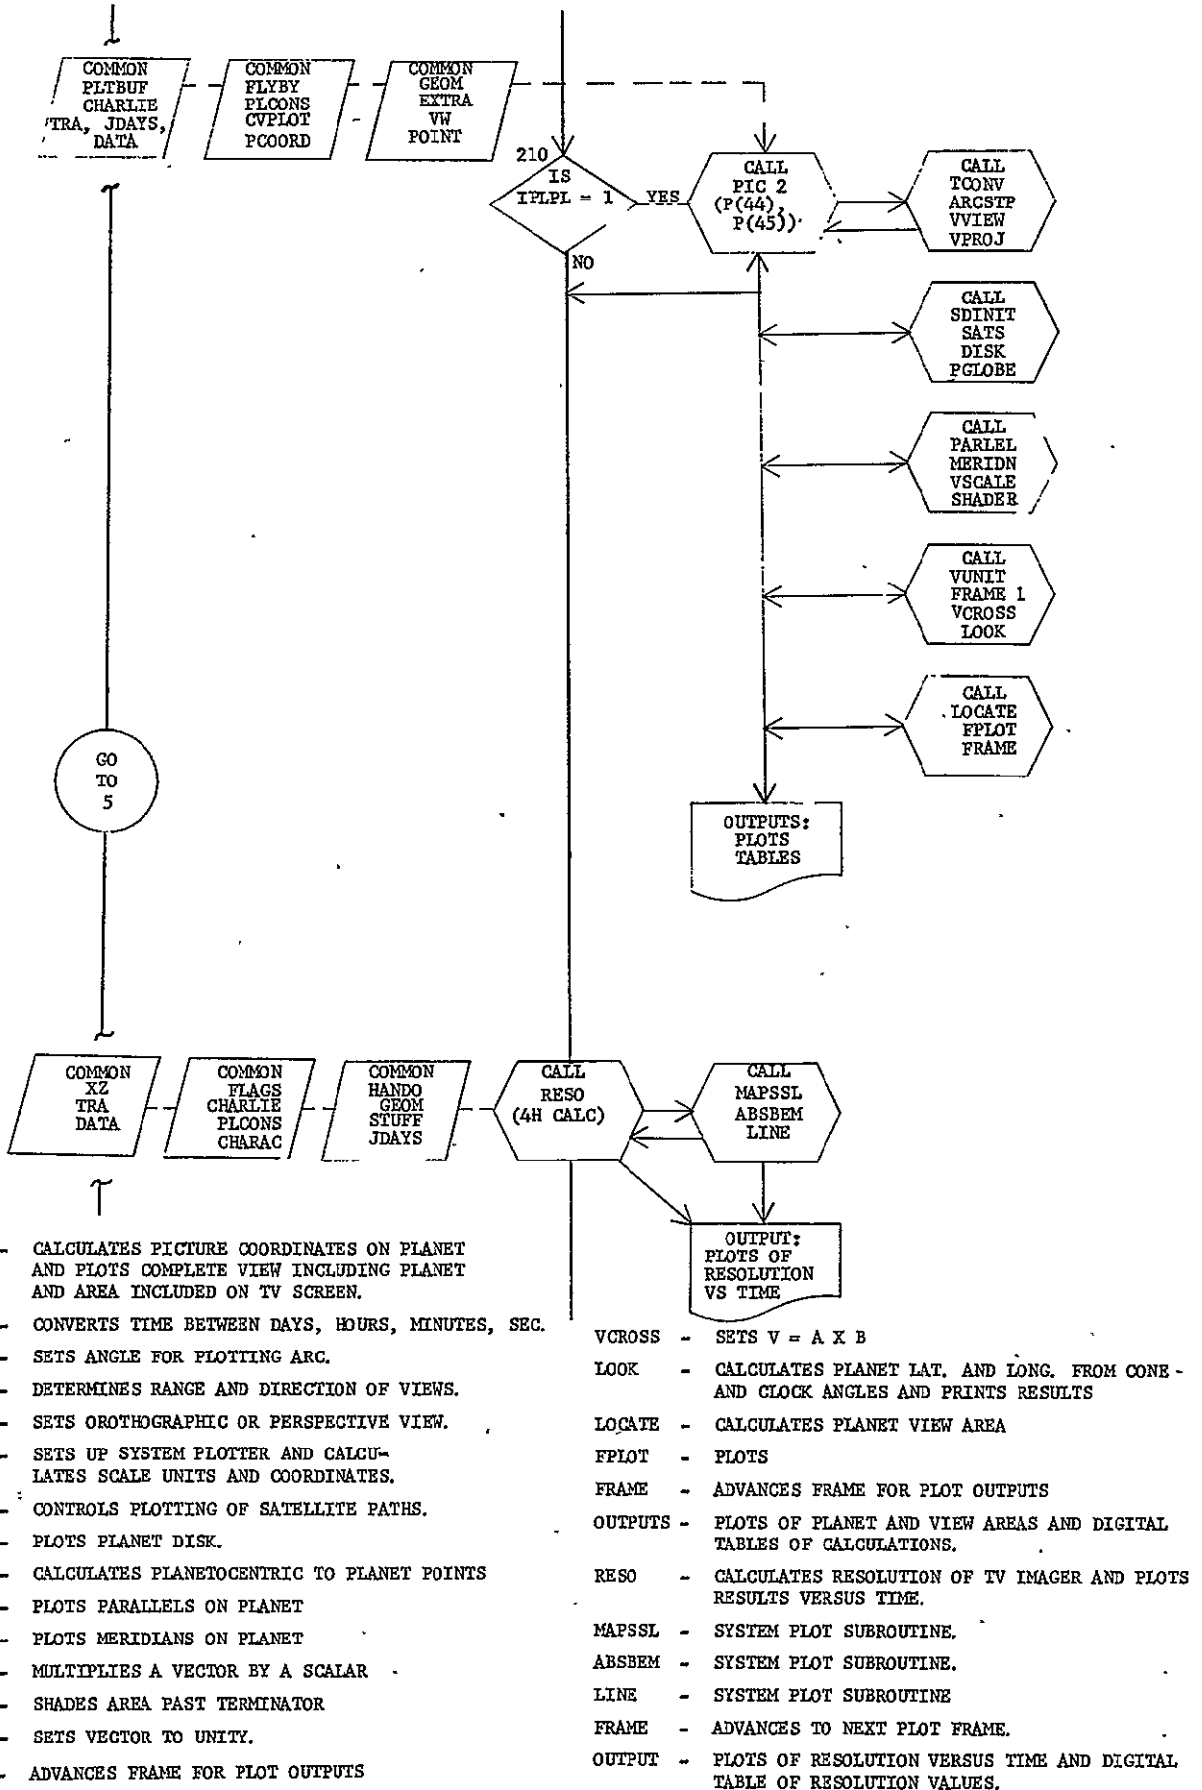 COMMON
PLTBUF
CHARLIE
TRA, JDAYS,
DATA
COMMON
FLYBY
PLCONS
CVPLOT
PCOORD
COMMON
GEOM
EXTRA
VW
POINT
210
IS
IPLPL = 1
YES
NO
CALL
PIC 2
(P(44),
P(45))
CALL
TCONV
ARCSTP
VVIEW
VPROJ
CALL
SDINIT
SATS
DISK
PGLOBE
CALL
PARLEL
MERIDN
VSCALE
SHADER
CALL
VUNIT
FRAME 1
VCROSS
LOOK
CALL
LOCATE
FPLOT
FRAME
GO
TO
5
OUTPUTS:
PLOTS
TABLES
COMMON
XZ
TRA
DATA
COMMON
FLAGS
CHARLIE
PLCONS
CHARAC
COMMON
HANDO
GEOM
STUFF
JDAYS
CALL
RESO
(4H CALC)
CALL
MAPSSL
ABSBEM
LINE
OUTPUT:
PLOTS OF
RESOLUTION
VS TIME
- CALCULATES PICTURE COORDINATES ON PLANET
AND PLOTS COMPLETE VIEW INCLUDING PLANET
AND AREA INCLUDED ON TV SCREEN.
- CONVERTS TIME BETWEEN DAYS, HOURS, MINUTES, SEC.
- SETS ANGLE FOR PLOTTING ARC.
- DETERMINES RANGE AND DIRECTION OF VIEWS.
- SETS OROTHOGRAPHIC OR PERSPECTIVE VIEW.
- SETS UP SYSTEM PLOTTER AND CALCU-
LATES SCALE UNITS AND COORDINATES.
- CONTROLS PLOTTING OF SATELLITE PATHS.
- PLOTS PLANET DISK.
- CALCULATES PLANETOCENTRIC TO PLANET POINTS
- PLOTS PARALLELS ON PLANET
- PLOTS MERIDIANS ON PLANET
- MULTIPLIES A VECTOR BY A SCALAR
- SHADES AREA PAST TERMINATOR
- SETS VECTOR TO UNITY.
- ADVANCES FRAME FOR PLOT OUTPUTS
VCROSS - SETS V = A X B
LOOK - CALCULATES PLANET LAT. AND LONG. FROM CONE -
AND CLOCK ANGLES AND PRINTS RESULTS
LOCATE - CALCULATES PLANET VIEW AREA
FPLOT - PLOTS
FRAME - ADVANCES FRAME FOR PLOT OUTPUTS
OUTPUTS - PLOTS OF PLANET AND VIEW AREAS AND DIGITAL
TABLES OF CALCULATIONS.
RESO - CALCULATES RESOLUTION OF TV IMAGER AND PLOTS
RESULTS VERSUS TIME.
MAPSSL - SYSTEM PLOT SUBROUTINE.
ABSBEM - SYSTEM PLOT SUBROUTINE.
LINE - SYSTEM PLOT SUBROUTINE
FRAME - ADVANCES TO NEXT PLOT FRAME.
OUTPUT - PLOTS OF RESOLUTION VERSUS TIME AND DIGITAL
TABLE OF RESOLUTION VALUES.